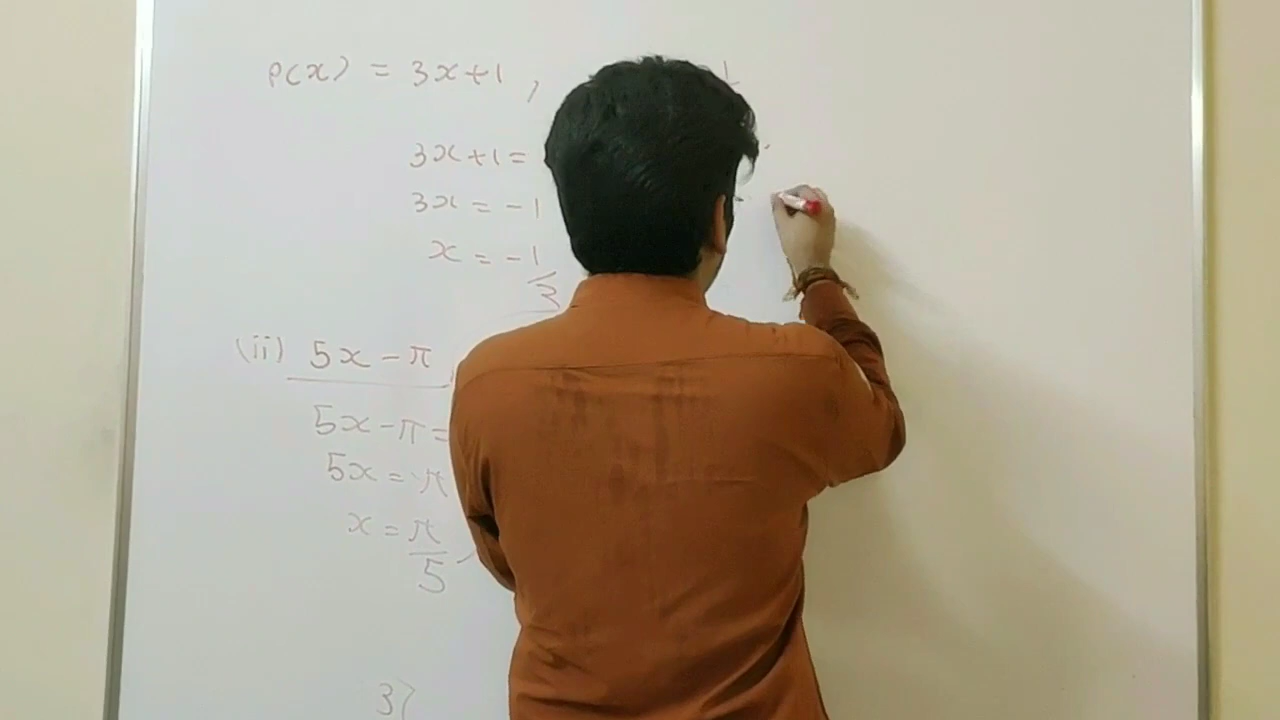 P(x) = 3x+1 ,
3x+1 =
3x = -1
x = -1/3
(ii) 5x - π
5x - π =
5x = π
x = π/5
3}